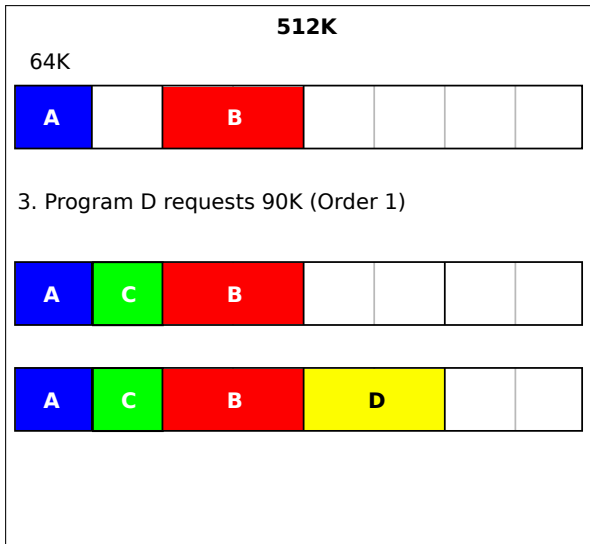 512K
64K
A B
3. Program D requests 90K (Order 1)
A C B
A C B D